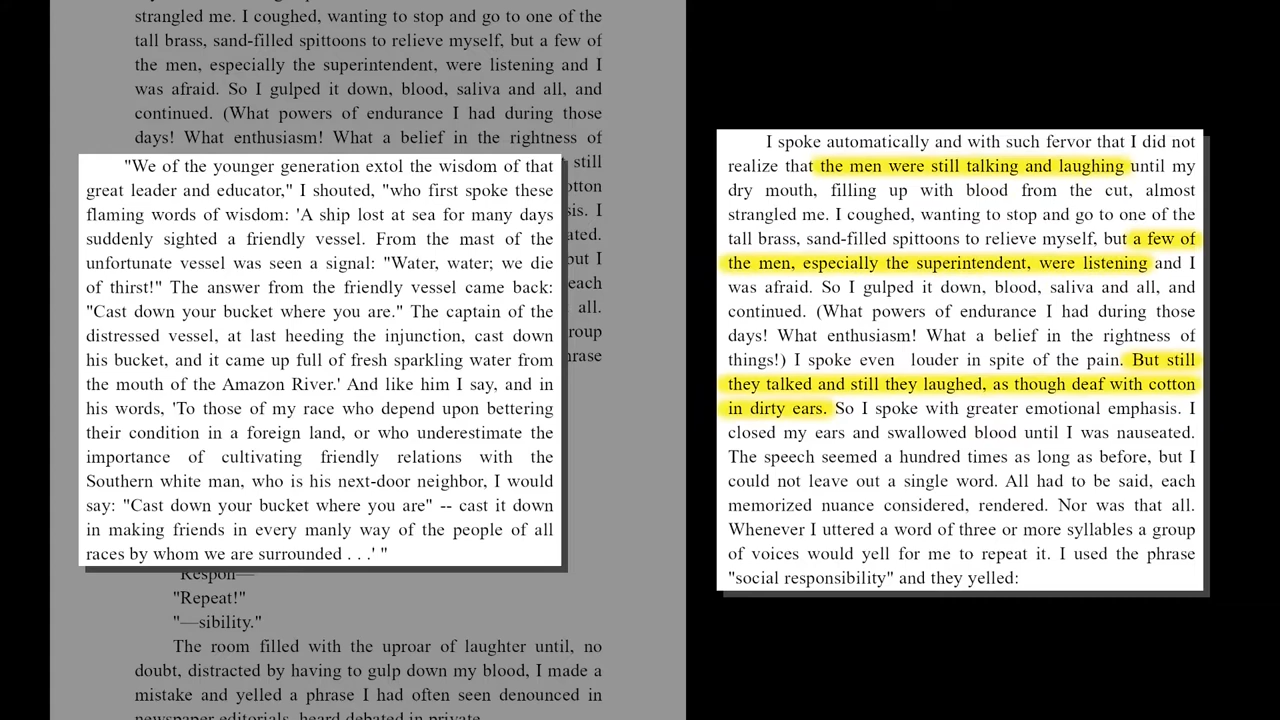 strangled me. I coughed, wanting to stop and go to one of the
tall brass, sand-filled spittoons to relieve myself, but a few of
the men, especially the superintendent, were listening and I
was afraid. So I gulped it down, blood, saliva and all, and
continued. (What powers of endurance I had during those
days! What enthusiasm! What a belief in the rightness of
still
sis. I
ated.
but I
each
all.
roup
hrase
"We of the younger generation extol the wisdom of that
great leader and educator," I shouted, "who first spoke these
flaming words of wisdom: 'A ship lost at sea for many days
suddenly sighted a friendly vessel. From the mast of the
unfortunate vessel was seen a signal: "Water, water; we die
of thirst!" The answer from the friendly vessel came back:
"Cast down your bucket where you are." The captain of the
distressed vessel, at last heeding the injunction, cast down
his bucket, and it came up full of fresh sparkling water from
the mouth of the Amazon River.' And like him I say, and in
his words, 'To those of my race who depend upon bettering
their condition in a foreign land, or who underestimate the
importance of cultivating friendly relations with the
Southern white man, who is his next-door neighbor, I would
say: "Cast down your bucket where you are" -- cast it down
in making friends in every manly way of the people of all
races by whom we are surrounded . . .' "
"Respon—
"Repeat!"
"—sibility."
The room filled with the uproar of laughter until, no
doubt, distracted by having to gulp down my blood, I made a
mistake and yelled a phrase I had often seen denounced in
newspaper editorials, heard debated in private.
I spoke automatically and with such fervor that I did not
realize that the men were still talking and laughing until my
dry mouth, filling up with blood from the cut, almost
strangled me. I coughed, wanting to stop and go to one of the
tall brass, sand-filled spittoons to relieve myself, but a few of
the men, especially the superintendent, were listening and I
was afraid. So I gulped it down, blood, saliva and all, and
continued. (What powers of endurance I had during those
days! What enthusiasm! What a belief in the rightness of
things!) I spoke even louder in spite of the pain. But still
they talked and still they laughed, as though deaf with cotton
in dirty ears. So I spoke with greater emotional emphasis. I
closed my ears and swallowed blood until I was nauseated.
The speech seemed a hundred times as long as before, but I
could not leave out a single word. All had to be said, each
memorized nuance considered, rendered. Nor was that all.
Whenever I uttered a word of three or more syllables a group
of voices would yell for me to repeat it. I used the phrase
"social responsibility" and they yelled: